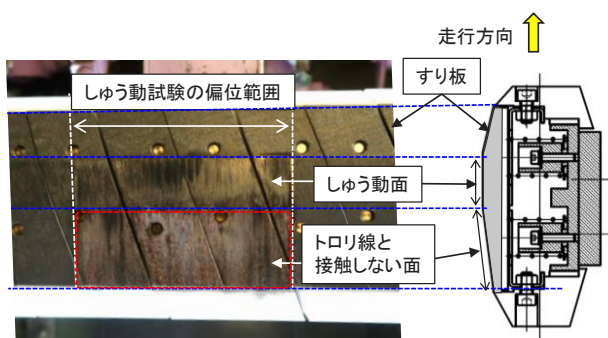 走行方向
すり板
しゅう動試験の偏位範囲
しゅう動面
トロリ線と
接触しない面